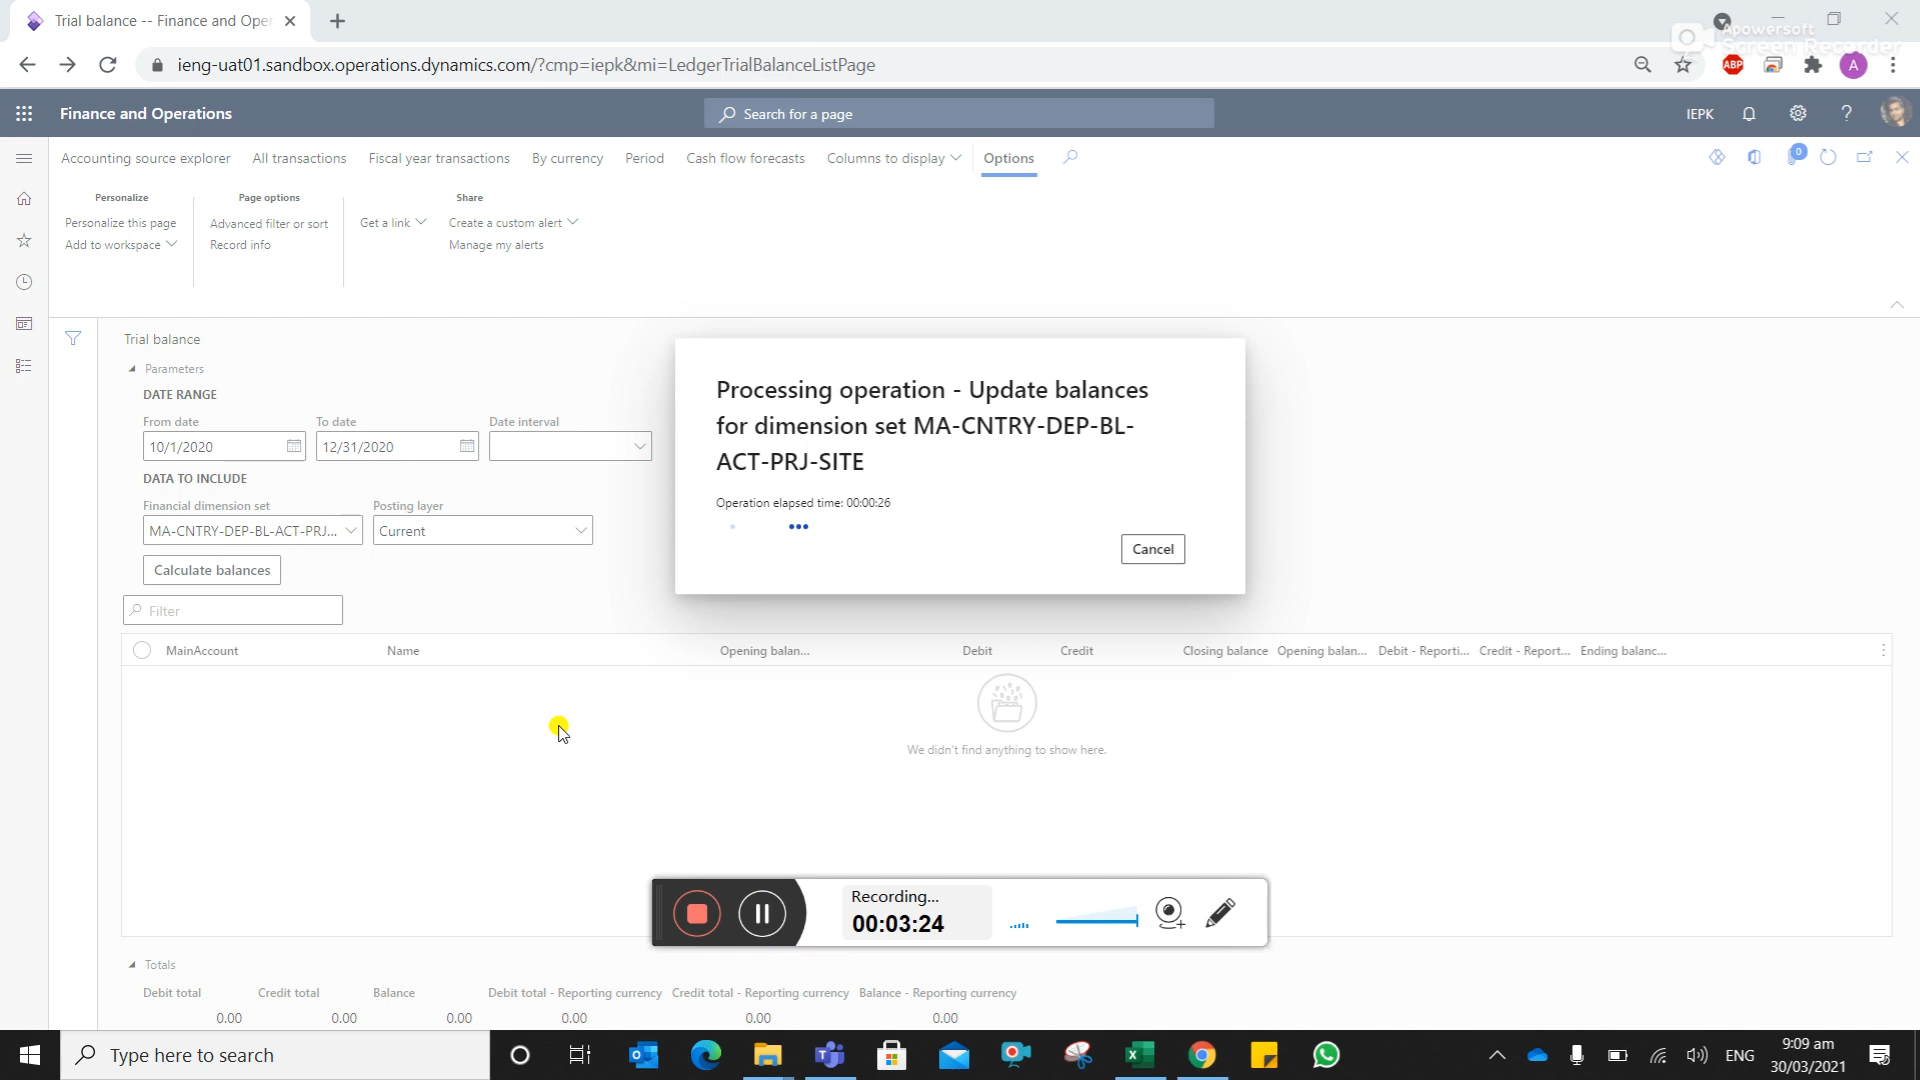 Trial balance -- Finance and Oper
Apowersoft
Screen Recorder
ieng-uat01.sandbox.operations.dynamics.com/?cmp=iepk&mi=LedgerTrialBalanceListPage
ABP
A
Finance and Operations
Search for a page
IEPK
?
Accounting source explorer
All transactions
Fiscal year transactions
By currency
Period
Cash flow forecasts
Columns to display
Options
0
Personalize
Page options
Share
Personalize this page
Advanced filter or sort
Get a link
Create a custom alert
Add to workspace
Record info
Manage my alerts
Trial balance
Parameters
DATE RANGE
From date
To date
Date interval
10/1/2020
12/31/2020
DATA TO INCLUDE
Financial dimension set
Posting layer
MA-CNTRY-DEP-BL-ACT-PRJ...
Current
Calculate balances
Filter
Processing operation - Update balances
for dimension set MA-CNTRY-DEP-BL-
ACT-PRJ-SITE
Operation elapsed time: 00:00:26
Cancel
MainAccount
Name
Opening balan...
Debit
Credit
Closing balance
Opening balan...
Debit - Reporti...
Credit - Report...
Ending balanc...
We didn't find anything to show here.
Recording...
00:03:24
Totals
Debit total
Credit total
Balance
Debit total - Reporting currency
Credit total - Reporting currency
Balance - Reporting currency
0.00
0.00
0.00
0.00
0.00
0.00
Type here to search
ENG
9:09 am
30/03/2021